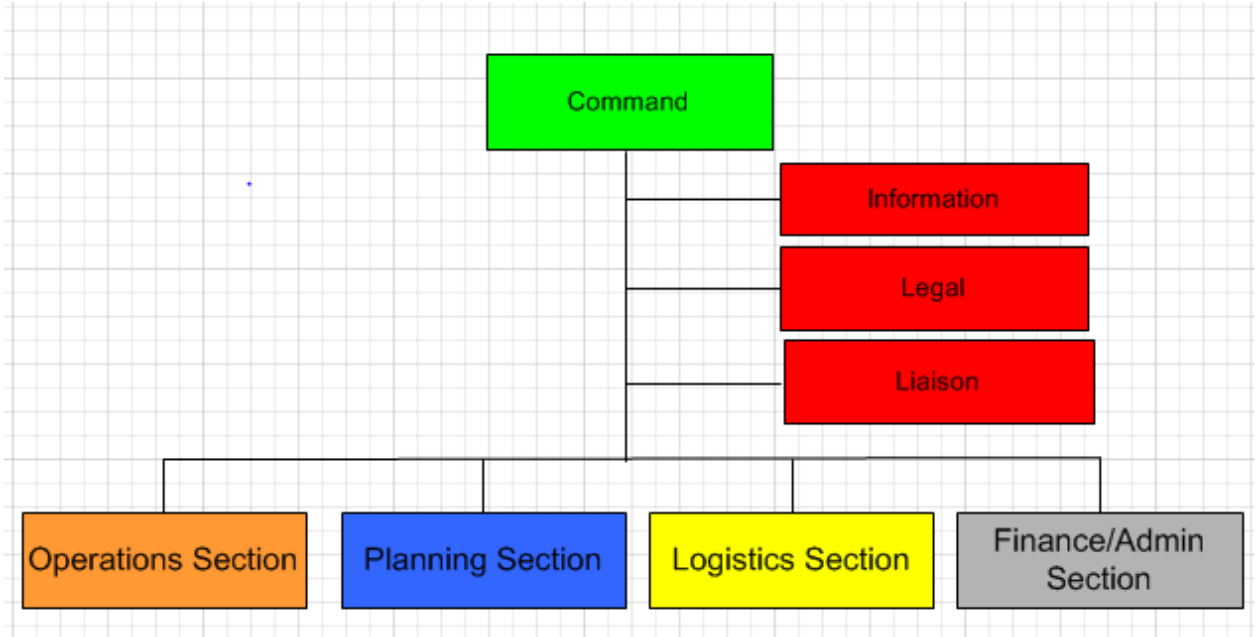 Command
Information
Legal
Liaison
Operations Section
Planning Section
Logistics Section
Finance/Admin
Section